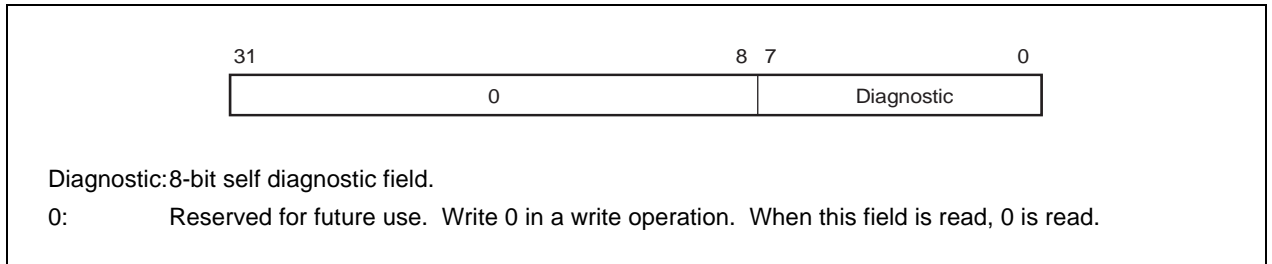 31 8 7 0
0 Diagnostic
Diagnostic:8-bit self diagnostic field.
0: Reserved for future use. Write 0 in a write operation. When this field is read, 0 is read.